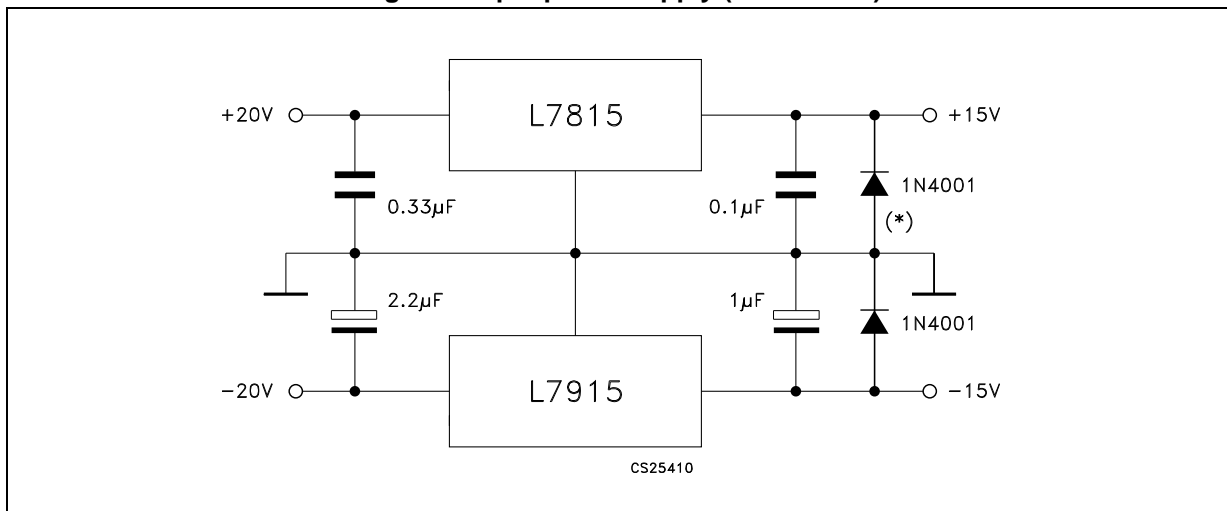 L7815
+20V
+15V
1N4001
0.33µF
0.1µF
(*)
2.2µF
1µF
1N4001
-20V
L7915
-15V
CS25410